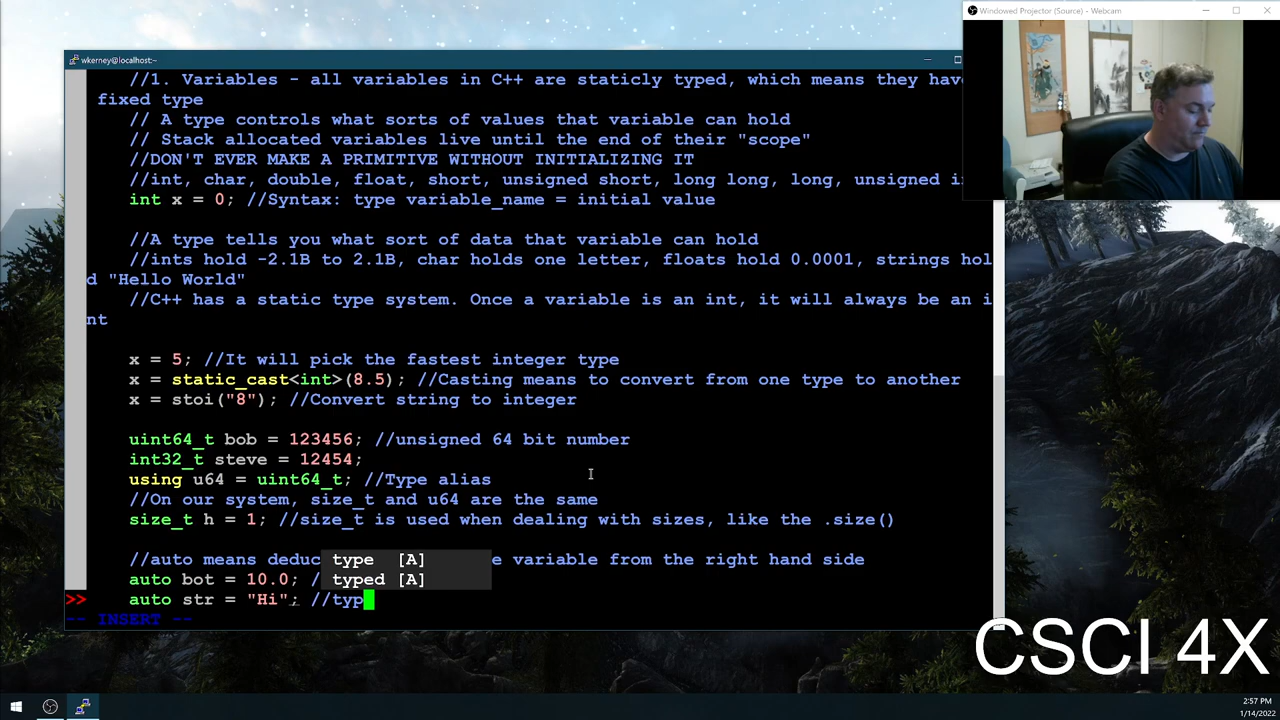 Windowed Projector (Source) - Webcam
wkerney@localhost:~
//1. Variables - all variables in C++ are staticly typed, which means they have
fixed type
// A type controls what sorts of values that variable can hold
// Stack allocated variables live until the end of their "scope"
//DON'T EVER MAKE A PRIMITIVE WITHOUT INITIALIZING IT
//int, char, double, float, short, unsigned short, long long, long, unsigned i
int x = 0; //Syntax: type variable_name = initial value
//A type tells you what sort of data that variable can hold
//ints hold -2.1B to 2.1B, char holds one letter, floats hold 0.0001, strings hol
d "Hello World"
//C++ has a static type system. Once a variable is an int, it will always be an i
nt
x = 5; //It will pick the fastest integer type
x = static_cast<int>(8.5); //Casting means to convert from one type to another
x = stoi("8"); //Convert string to integer
uint64_t bob = 123456; //unsigned 64 bit number
int32_t steve = 12454;
using u64 = uint64_t; //Type alias
//On our system, size_t and u64 are the same
size_t h = 1; //size_t is used when dealing with sizes, like the .size()
//auto means deduc type [A] e variable from the right hand side
auto bot = 10.0; / typed [A]
>> auto str = "Hi"; //typ
-- INSERT --
CSCI 4X
2:57 PM
1/14/2022